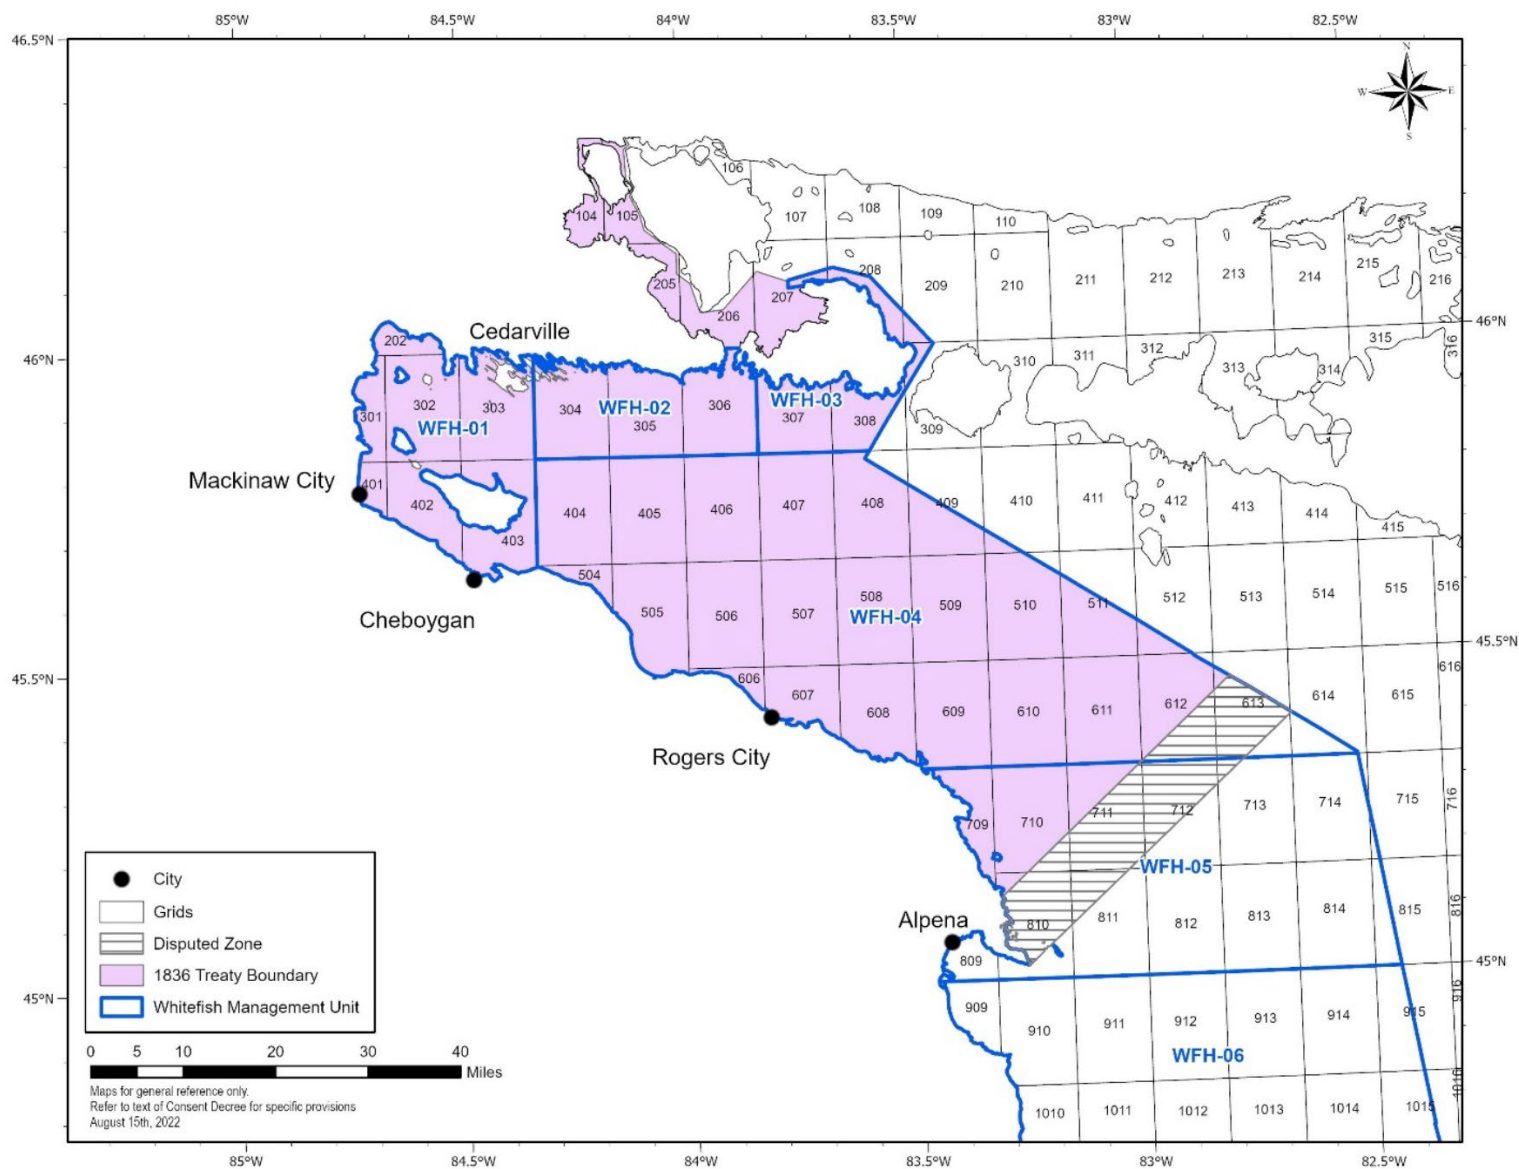 85°W 84.5°W 84°W 83.5°W 83°W 82.5°W
46.5°N
N
W E
S
106
107 108 109 110
104 105
208
205 207 209 210 211 212 213 214 215 216
206
46°N
Cedarville
202
46°N
310 311 312 313 314 315 316
301 302 303 304 305 306 307 308 309
WFH-01 WFH-02 WFH-03
Mackinaw City
401 402 403 404 405 406 407 408 409 410 411 412 413 414 415
504 505 506 507 508 509 510 511 512 513 514 515 516
WFH-04
Cheboygan
45.5°N
45.5°N
606 607 608 609 610 611 612 613 614 615 616
Rogers City
709 710 711 712 713 714 715 716
WFH-05
Alpena
809 810 811 812 813 814 815 816
45°N
45°N
909 910 911 912 913 914 915 916
WFH-06
1010 1011 1012 1013 1014 1015 1016
City
Grids
Disputed Zone
1836 Treaty Boundary
Whitefish Management Unit
0 5 10 20 30 40
Miles
Maps for general reference only.
Refer to text of Consent Decree for specific provisions
August 15th, 2022
85°W 84.5°W 84°W 83.5°W 83°W 82.5°W